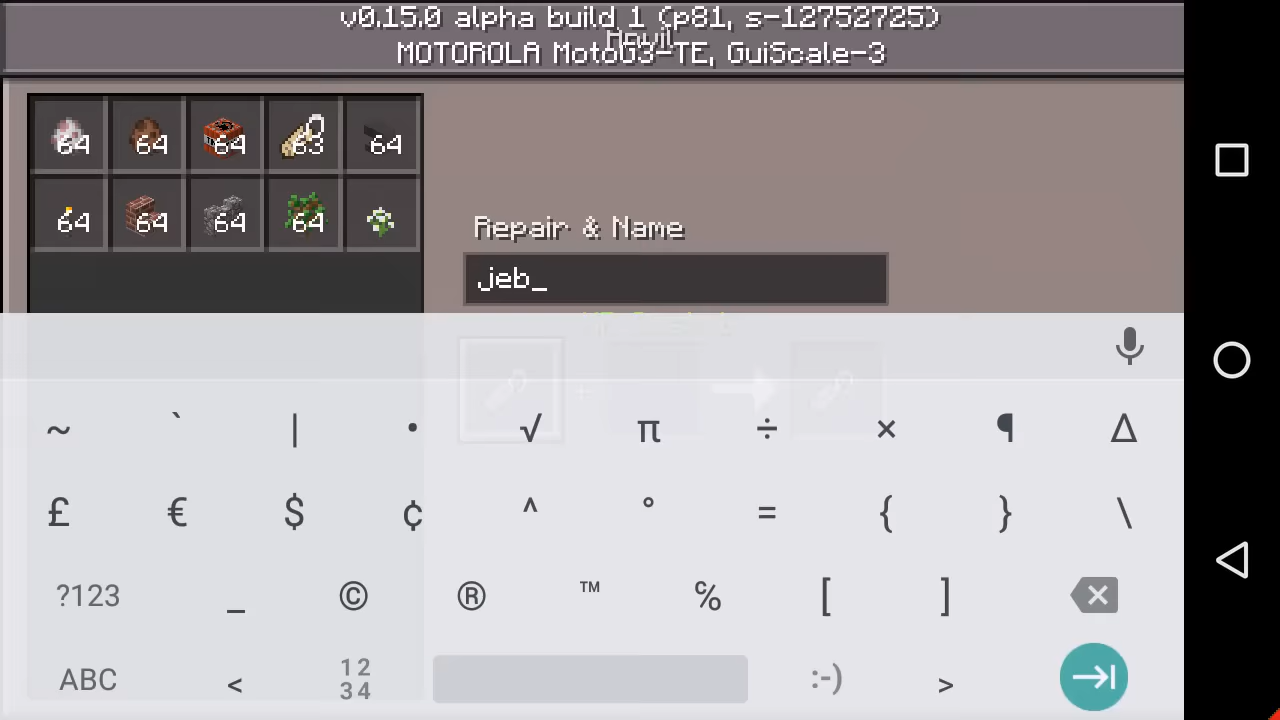 v0.15.0 alpha build 1 (p81, s-12752725)
Anvil
MOTOROLA MotoG3-TE, GuiScale-3
64 64 64 63 64
64 64 64 64
Repair & Name
jeb_
~ ` | • √ π ÷ × ¶ Δ
£ € $ ¢ ^ ° = { } \
?123 _ © ® ™ ℅ [ ]
ABC < 12 :-) >
34